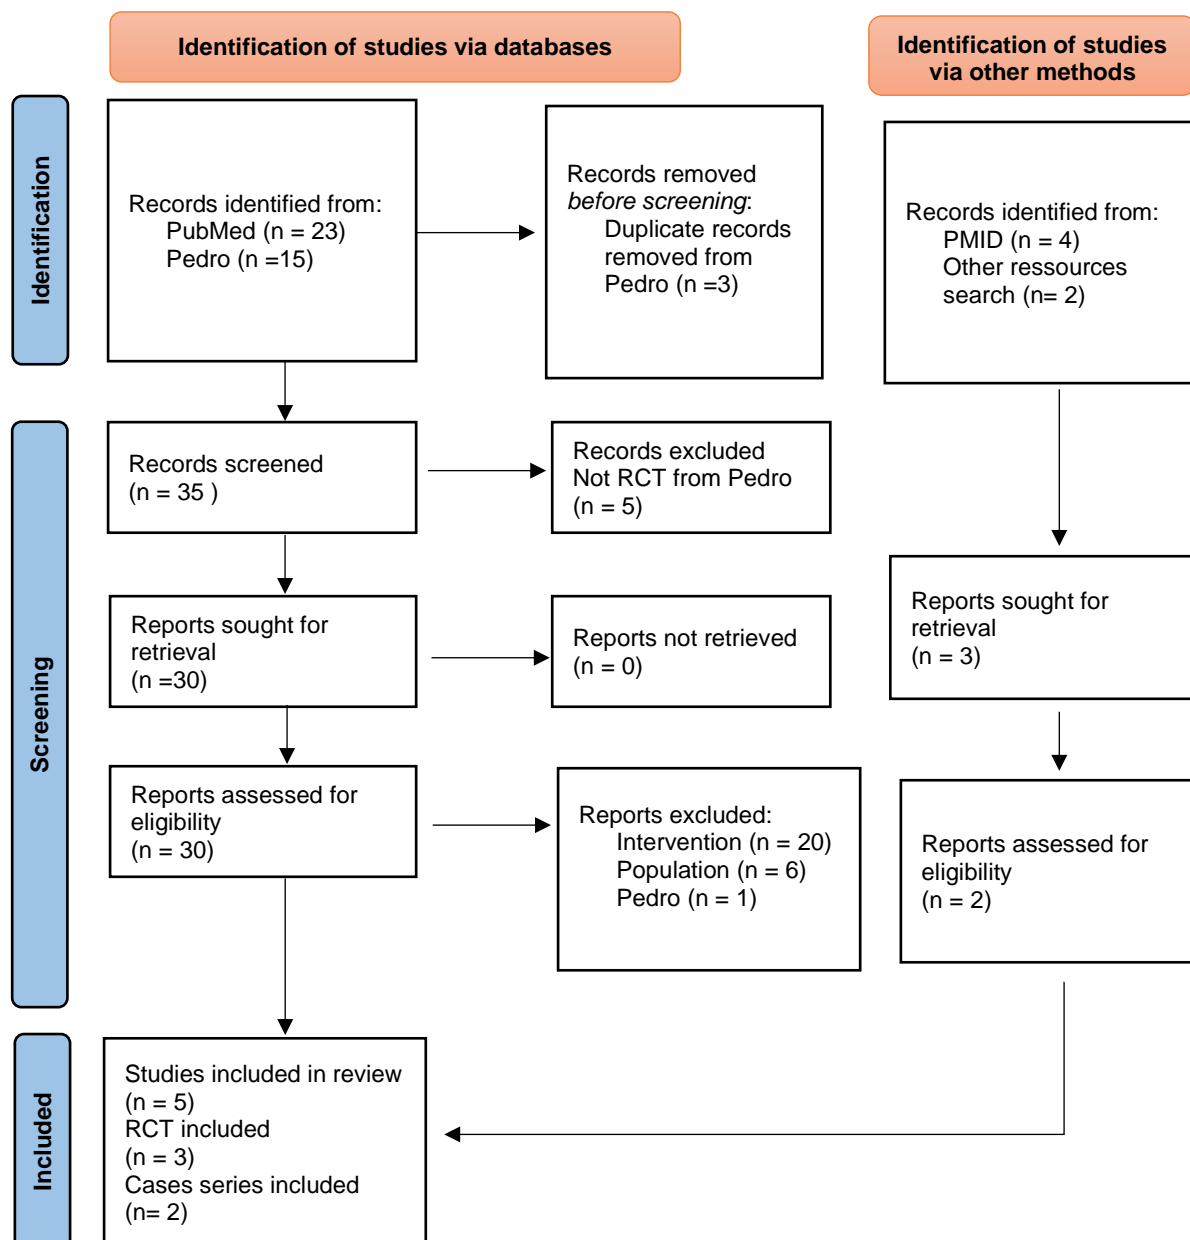 Identification of studies via databases
Identification of studies
via other methods
Identification
Records identified from:
PubMed (n = 23)
Pedro (n =15)
Records removed
before screening:
Duplicate records
removed from
Pedro (n =3)
Records identified from:
PMID (n = 4)
Other ressources
search (n= 2)
Screening
Records screened
(n = 35 )
Records excluded
Not RCT from Pedro
(n = 5)
Reports sought for
retrieval
(n =30)
Reports not retrieved
(n = 0)
Reports sought for
retrieval
(n = 3)
Reports assessed for
eligibility
(n = 30)
Reports excluded:
Intervention (n = 20)
Population (n = 6)
Pedro (n = 1)
Reports assessed for
eligibility
(n = 2)
Included
Studies included in review
(n = 5)
RCT included
(n = 3)
Cases series included
(n= 2)